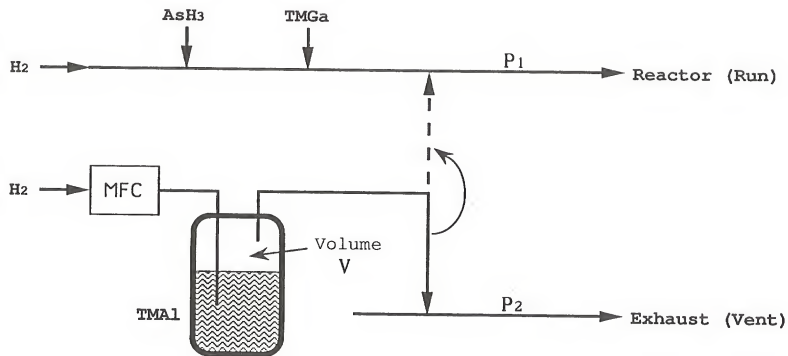 AsH3
TMGa
H2
P1
Reactor (Run)
H2
MFC
Volume
V
TMAl
P2
Exhaust (Vent)